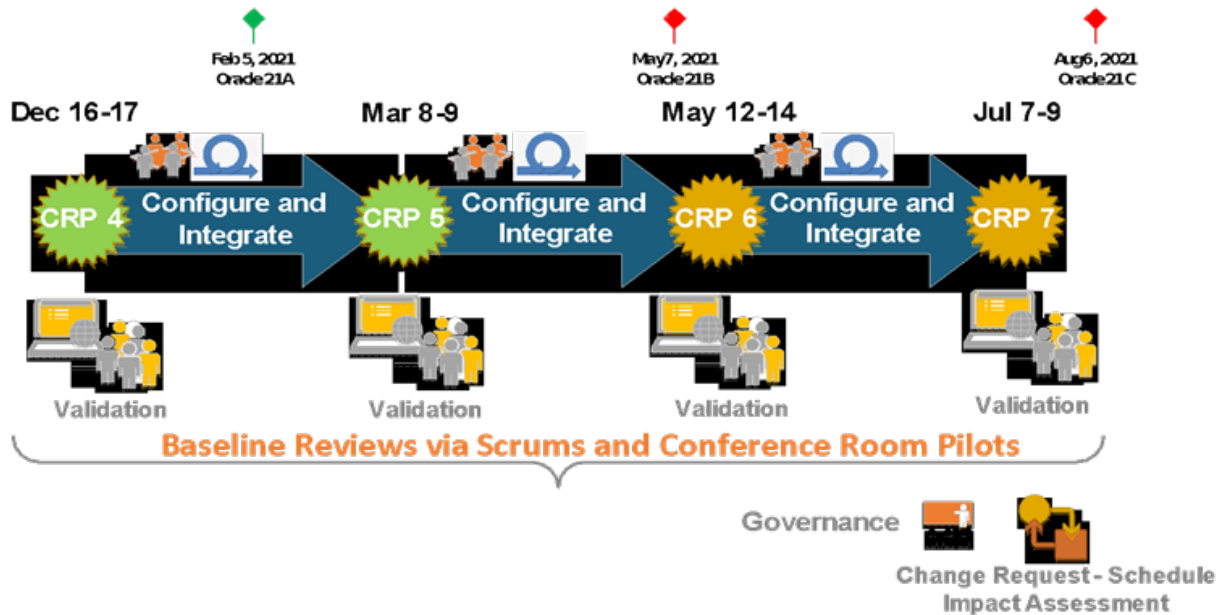 Feb 5, 2021
Oracle 21A
May 7, 2021
Oracle 21B
Aug 6, 2021
Oracle 21C
Dec 16-17
Mar 8-9
May 12-14
Jul 7-9
CRP 4
Configure and
Integrate
CRP 5
Configure and
Integrate
CRP 6
Configure and
Integrate
CRP 7
Validation
Validation
Validation
Validation
Baseline Reviews via Scrums and Conference Room Pilots
Governance
Change Request - Schedule
Impact Assessment